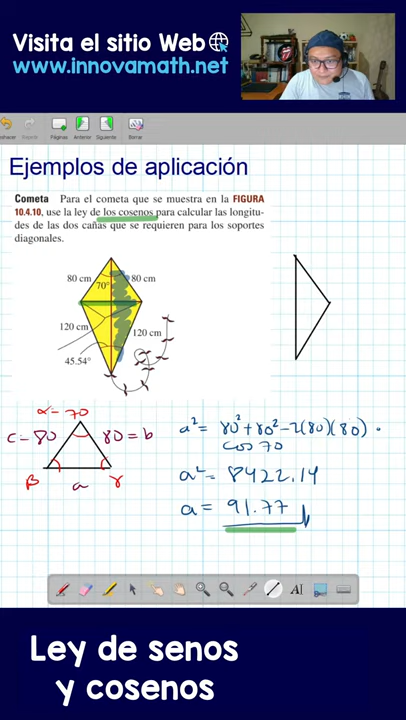 Visita el sitio Web
www.innovamath.net
Deshacer Repetir Páginas Anterior Siguiente Borrar
Ejemplos de aplicación
Cometa Para el cometa que se muestra en la FIGURA
10.4.10, use la ley de los cosenos para calcular las longitu-
des de las dos cañas que se requieren para los soportes
diagonales.
80 cm 80 cm
70°
120 cm 120 cm
45.54°
α = 70
c = 80 80 = b
β a γ
a² = 80² + 80² - 2(80)(80) ·
cos 70
a² = 8422.14
a = 91.77
AI
Ley de senos
y cosenos